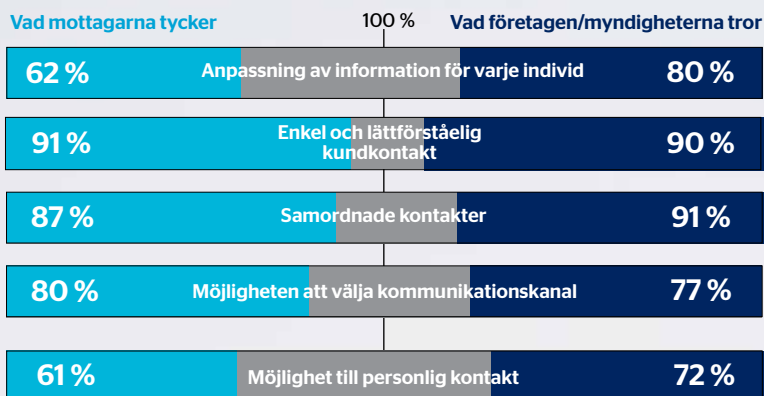 Vad mottagarna tycker
100 %
Vad företagen/myndigheterna tror
62 %
Anpassning av information för varje individ
80 %
91 %
Enkel och lättförståelig
kundkontakt
90 %
87 %
Samordnade kontakter
91 %
80 %
Möjligheten att välja kommunikationskanal
77 %
61 %
Möjlighet till personlig kontakt
72 %